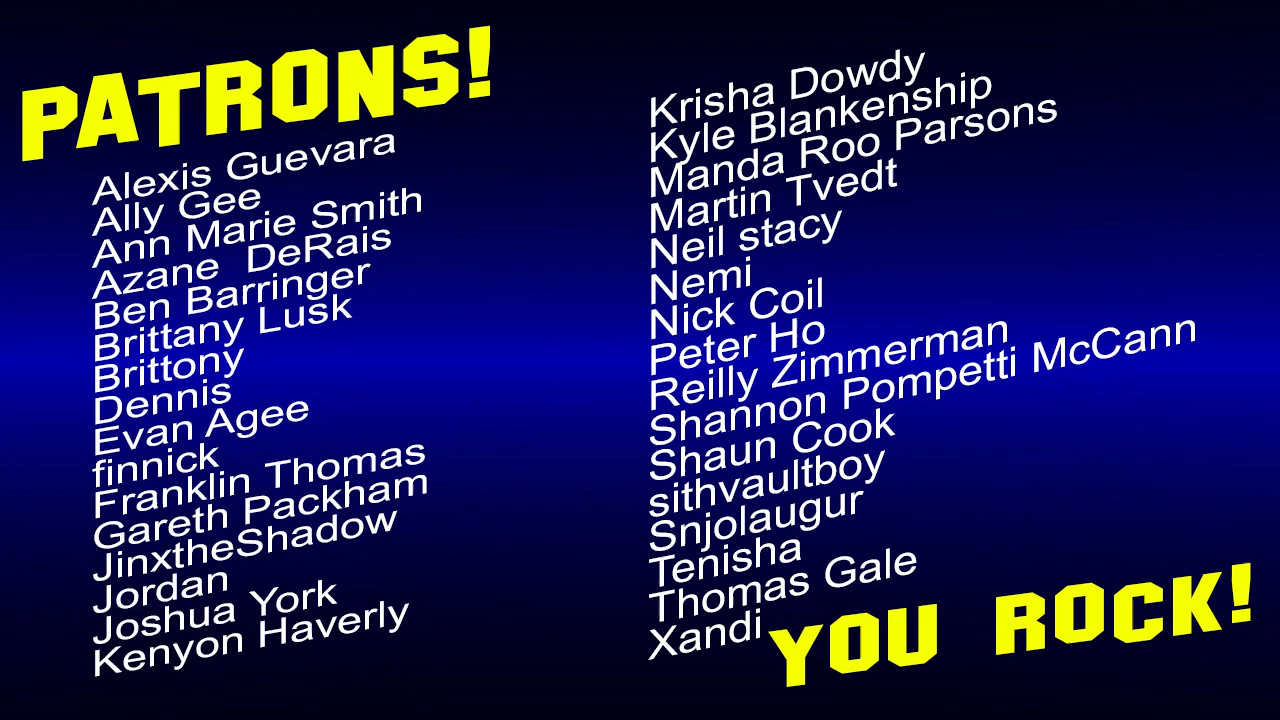 PATRONS!
Alexis Guevara
Ally Gee
Ann Marie Smith
Azane  DeRais
Ben Barringer
Brittany Lusk
Brittony
Dennis
Evan Agee
finnick
Franklin Thomas
Gareth Packham
JinxtheShadow
Jordan
Joshua York
Kenyon Haverly
Krisha Dowdy
Kyle Blankenship
Manda Roo Parsons
Martin Tvedt
Neil stacy
Nemi
Nick Coil
Peter Ho
Reilly Zimmerman
Shannon Pompetti McCann
Shaun Cook
sithvaultboy
Snjolaugur
Tenisha
Thomas Gale
Xandi
YOU ROCK!